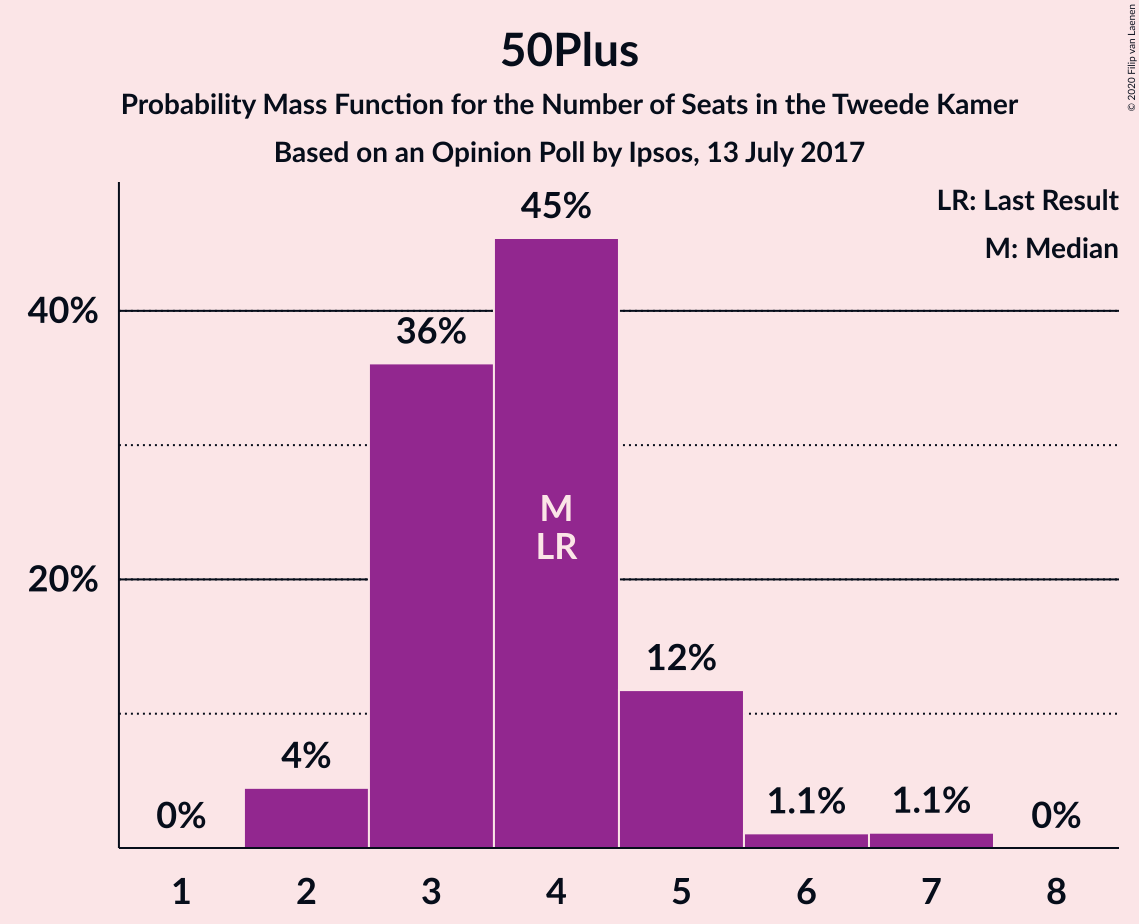 50Plus
Probability Mass Function for the Number of Seats in the Tweede Kamer
Based on an Opinion Poll by Ipsos, 13 July 2017
© 2020 Filip van Laenen
LR: Last Result
M: Median
45%
40%
36%
M
LR
20%
12%
4%
0%
1.1%
1.1%
0%
1 2 3 4 5 6 7 8